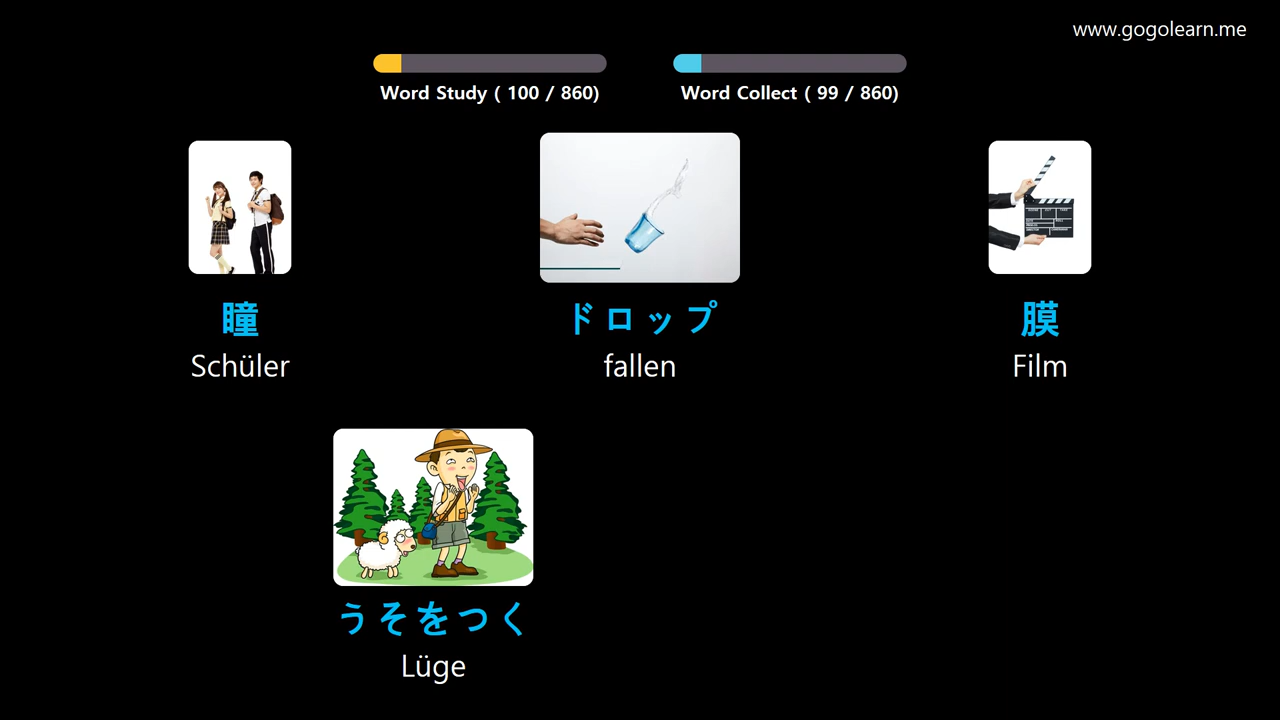 www.gogolearn.me
Word Study ( 100 / 860)
Word Collect ( 99 / 860)
瞳
Schüler
ドロップ
fallen
膜
Film
うそをつく
Lüge